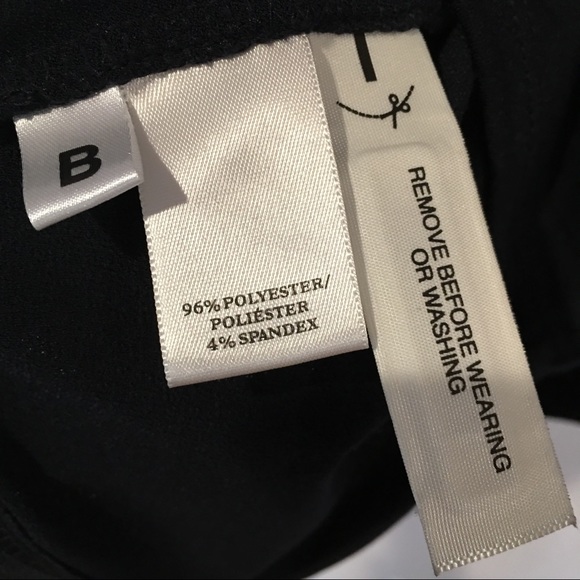 B
96% POLYESTER/
POLIÉSTER
4% SPANDEX
REMOVE BEFORE WEARING
OR WASHING